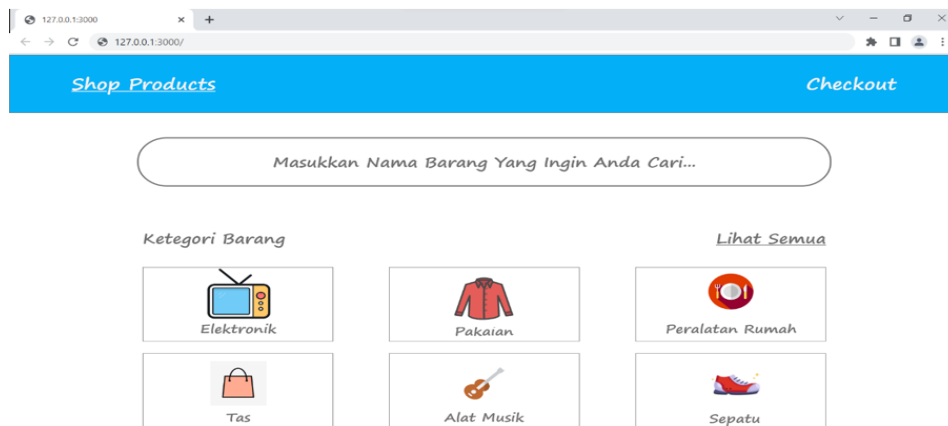 127.0.0.1:3000
127.0.0.1:3000/
Shop Products Checkout
Masukkan Nama Barang Yang Ingin Anda Cari...
Ketegori Barang Lihat Semua
Elektronik Pakaian Peralatan Rumah
Tas Alat Musik Sepatu